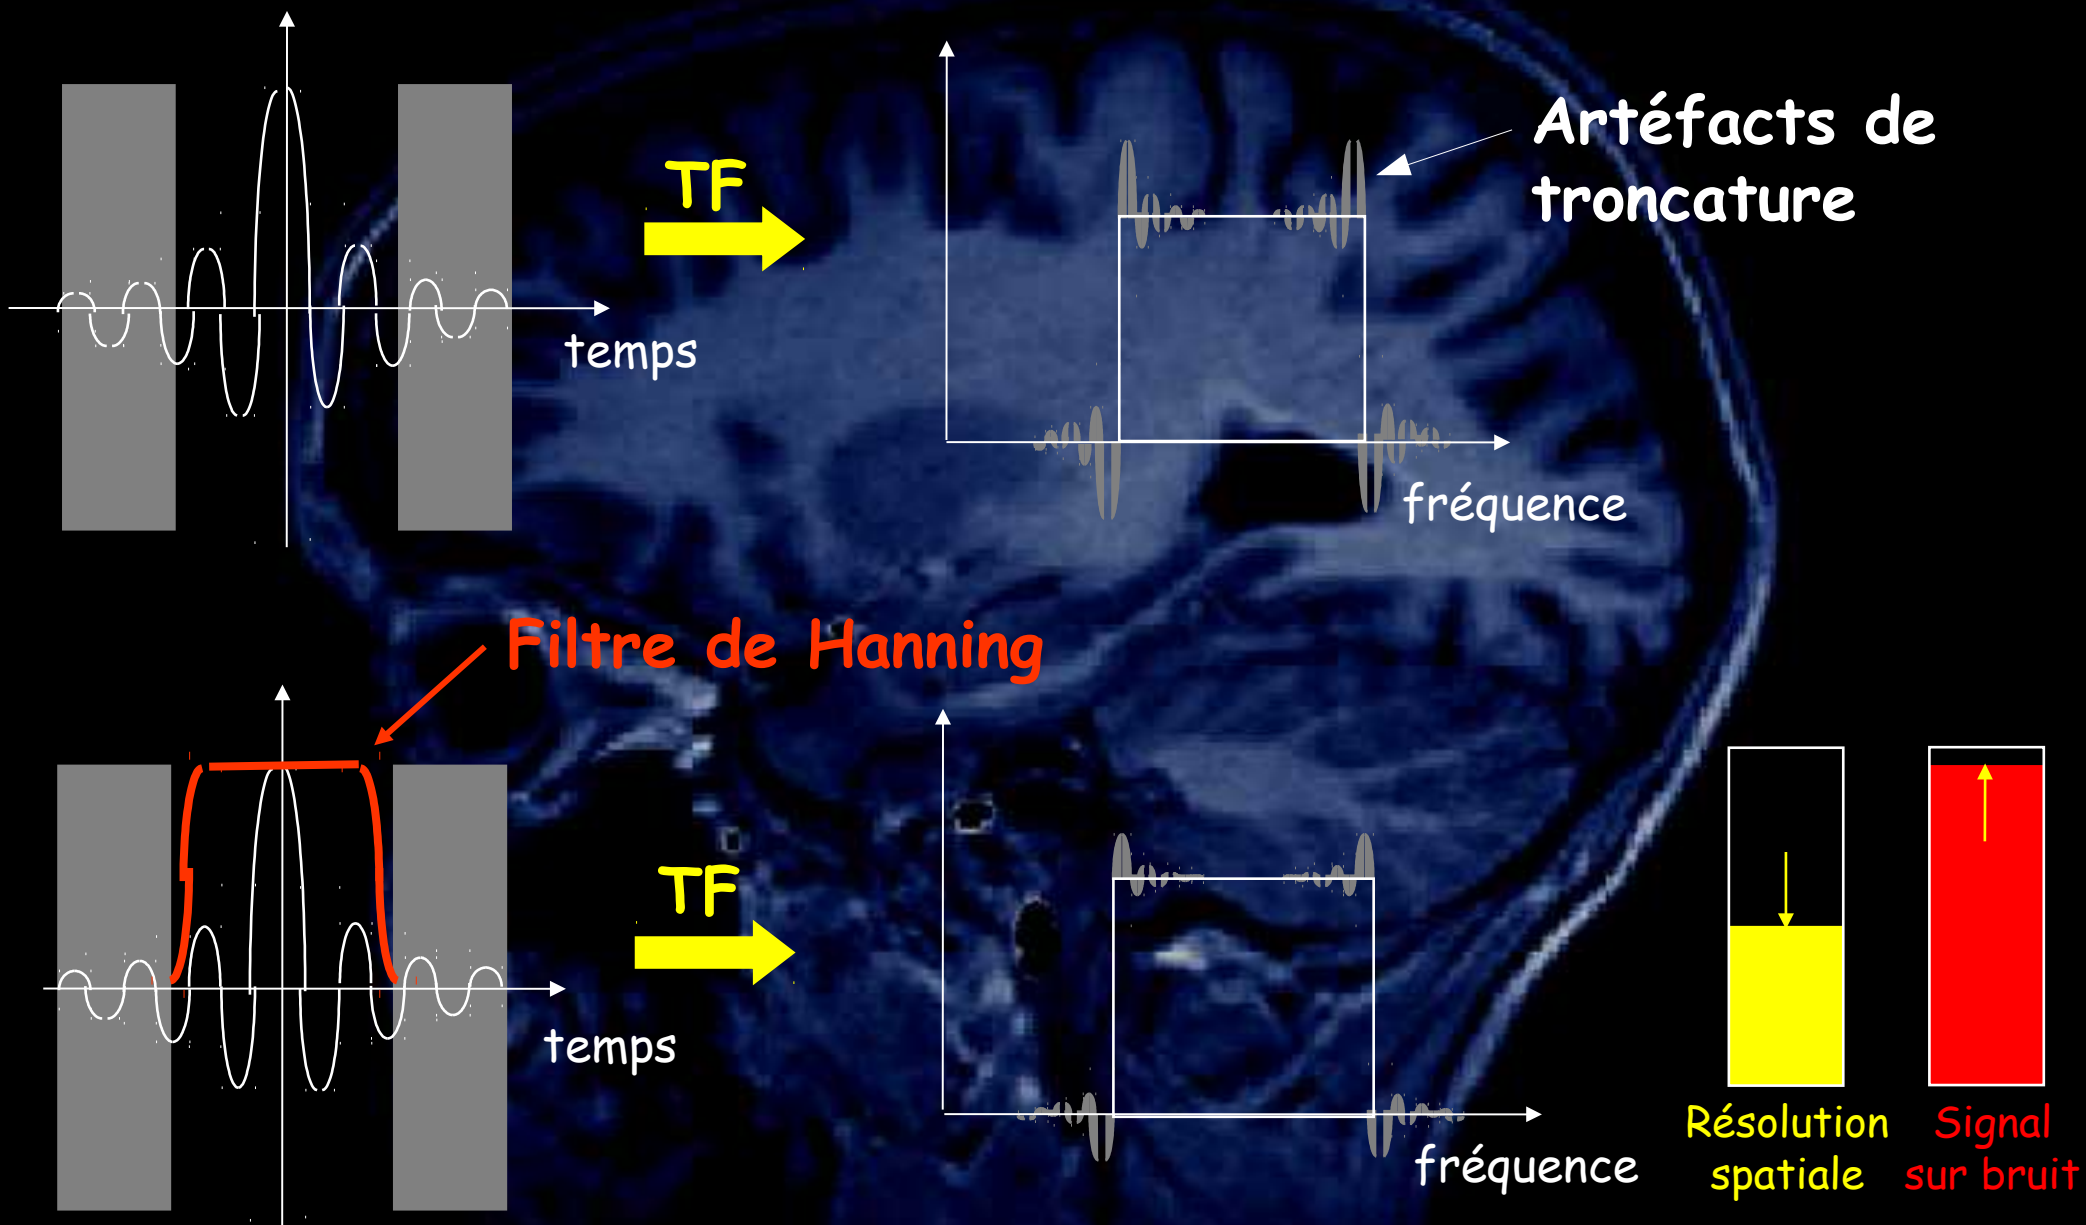 TF
Artéfacts de
troncature
temps
fréquence
Filtre de Hanning
TF
temps
fréquence
Résolution
spatiale
Signal
sur bruit